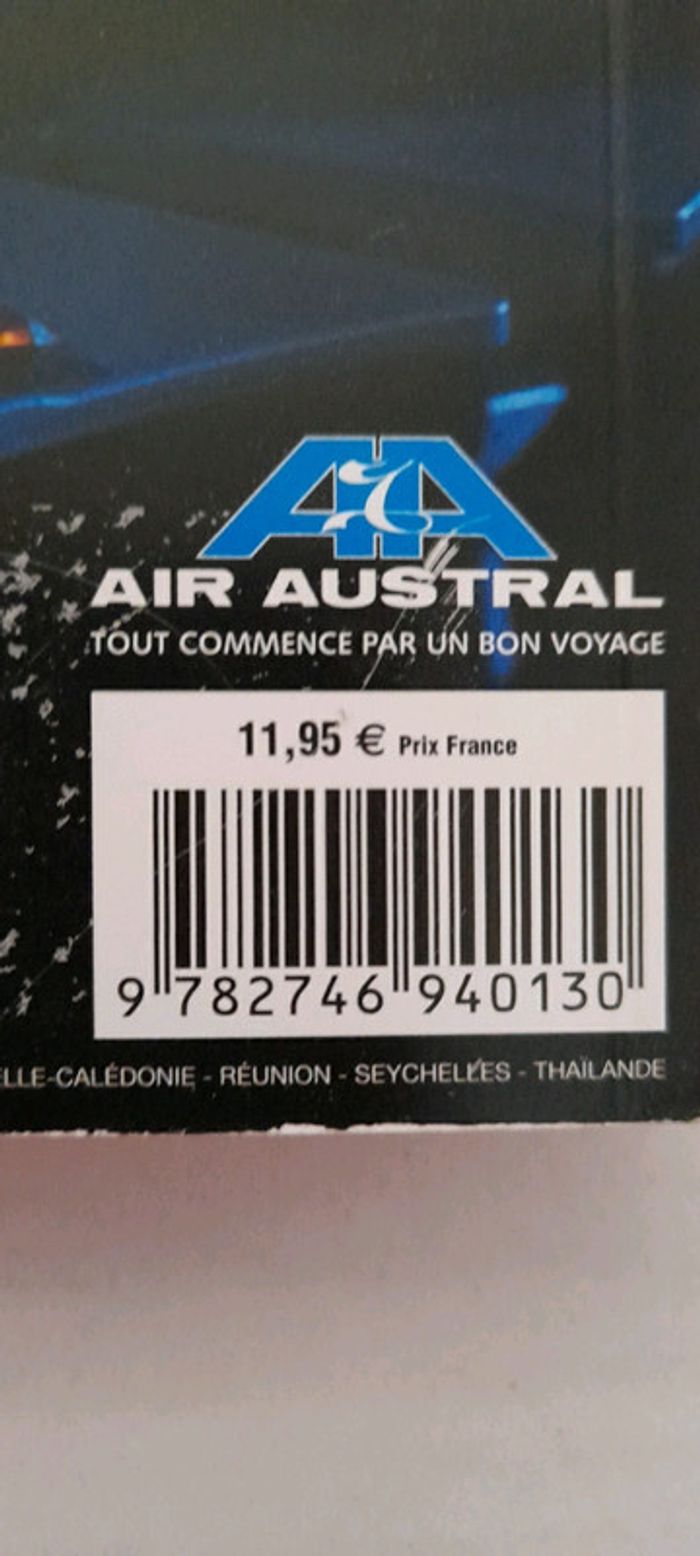 AIR AUSTRAL
TOUT COMMENCE PAR UN BON VOYAGE
11,95 € Prix France
9 782746 940130
LLE-CALÉDONIE - RÉUNION - SEYCHELLES - THAÏLANDE